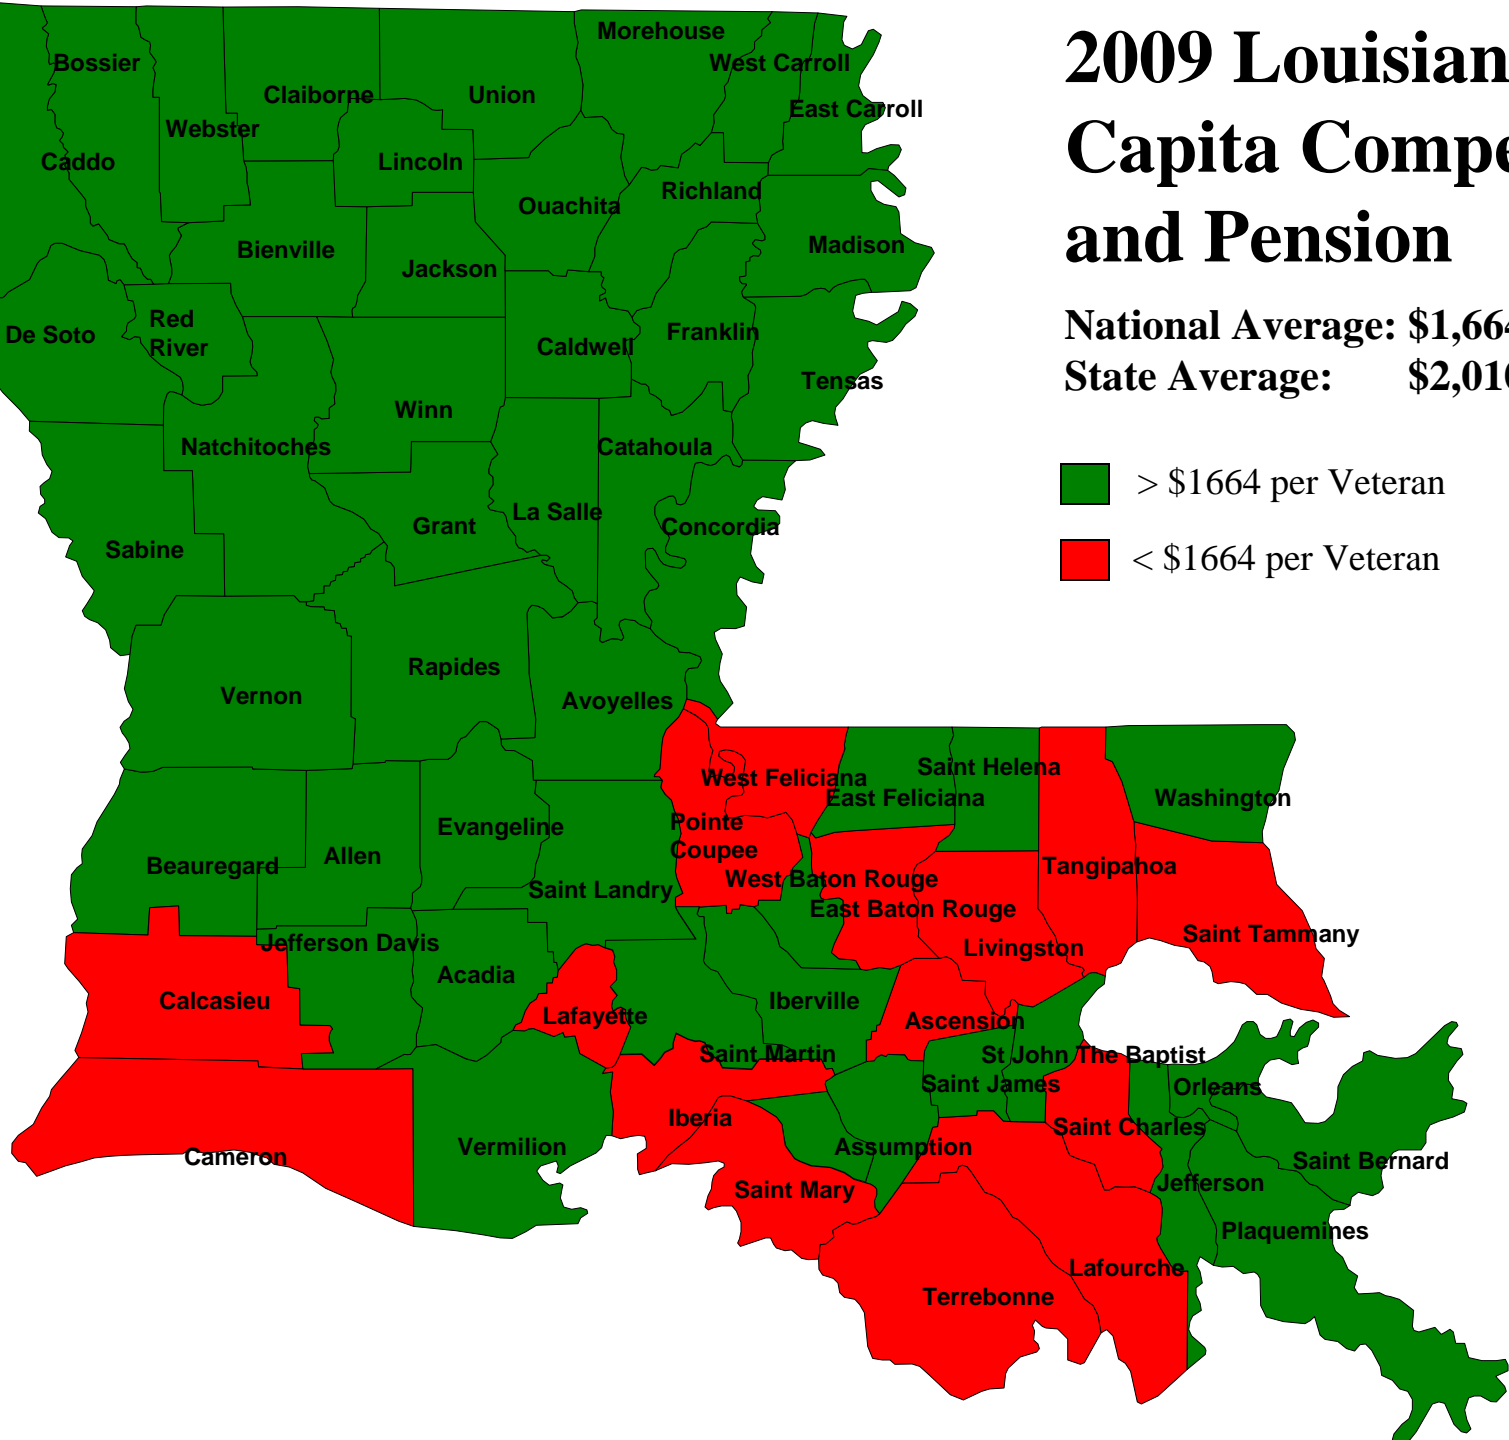 2009 Louisian
Capita Compe
and Pension
National Average: $1,664
State Average: $2,010
> $1664 per Veteran
< $1664 per Veteran
Morehouse
Bossier
West Carroll
Claiborne
Union
East Carroll
Webster
Caddo
Lincoln
Richland
Ouachita
Madison
Bienville
Jackson
Red
River
De Soto
Franklin
Caldwell
Tensas
Winn
Natchitoches
Catahoula
La Salle
Grant
Concordia
Sabine
Rapides
Vernon
Avoyelles
Saint Helena
West Feliciana
East Feliciana
Washington
Pointe
Coupee
Evangeline
Allen
Beauregard
Tangipahoa
West Baton Rouge
Saint Landry
East Baton Rouge
Saint Tammany
Jefferson Davis
Livingston
Acadia
Calcasieu
Iberville
Lafayette
Ascension
Saint Martin
St John The Baptist
Saint James
Orleans
Iberia
Saint Charles
Vermilion
Assumption
Cameron
Saint Bernard
Jefferson
Saint Mary
Plaquemines
Lafourche
Terrebonne